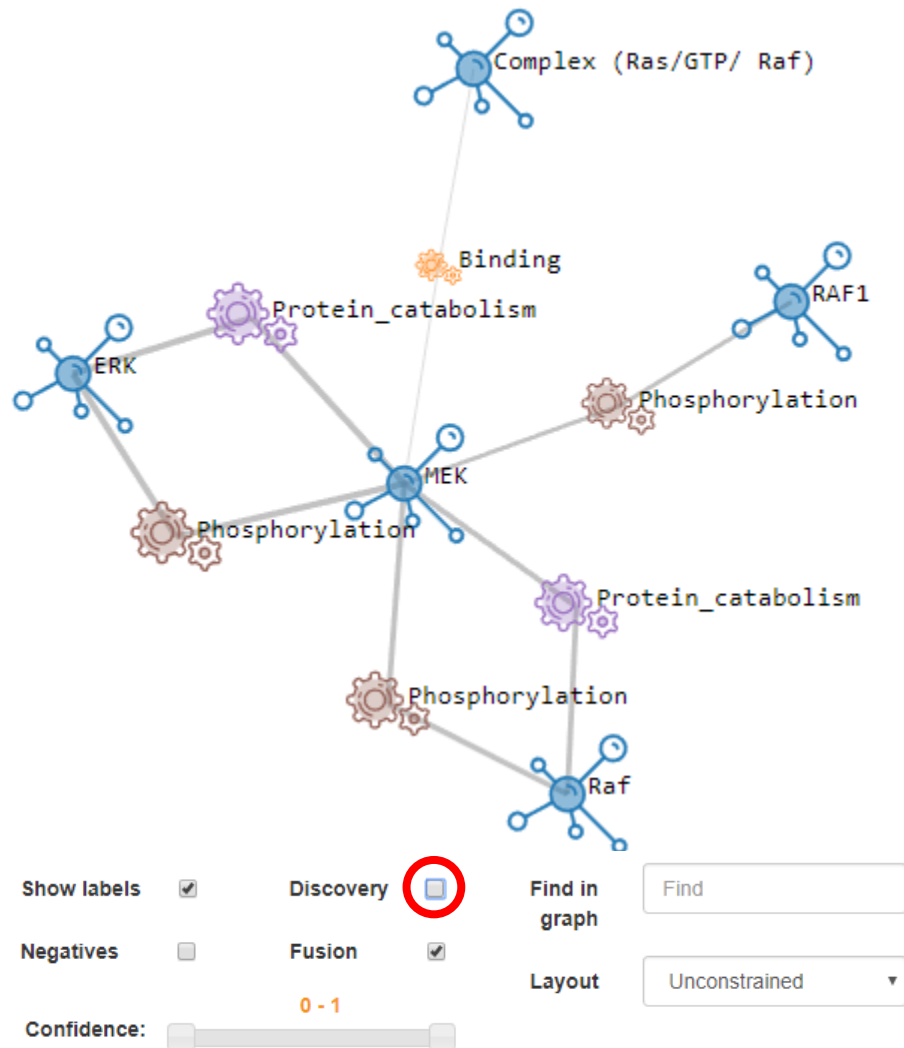 Complex (Ras/GTP/ Raf)
Binding
RAF1
Protein_catabolism
ERK
Phosphorylation
MEK
Phosphorylation
Protein_catabolism
Phosphorylation
Raf
Show labels
Discovery
Find in
graph
Find
Negatives
Fusion
Layout
Unconstrained
0 - 1
Confidence: